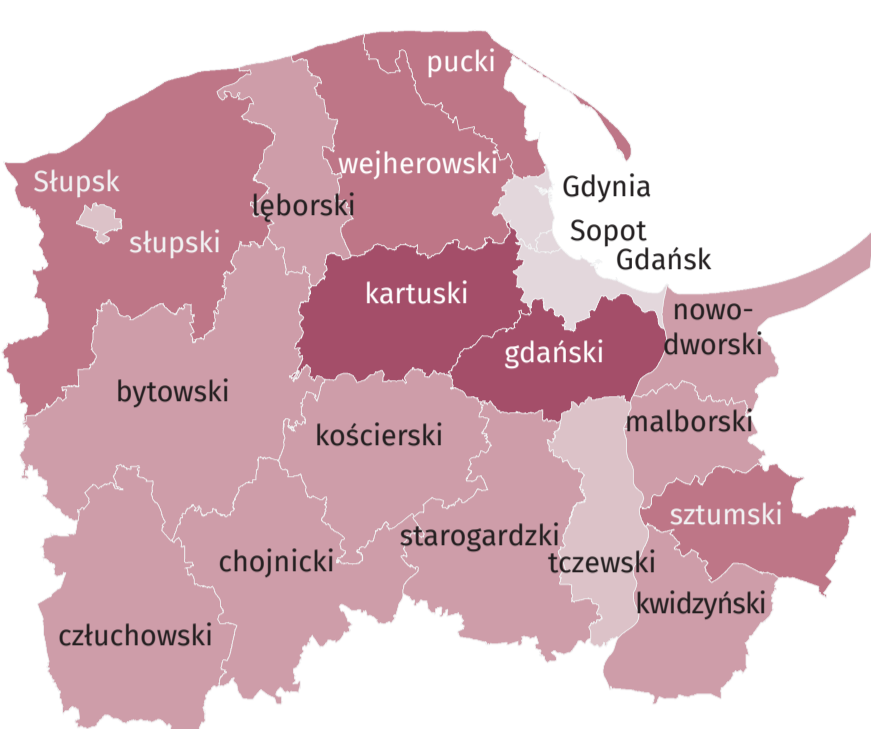 pucki
wejherowski
Słupsk
Gdynia
lęborski
Sopot
słupski
Gdańsk
kartuski
nowo-
dworski
gdański
bytowski
malborski
kościerski
sztumski
starogardzki
chojnicki
tczewski
kwidzyński
człuchowski